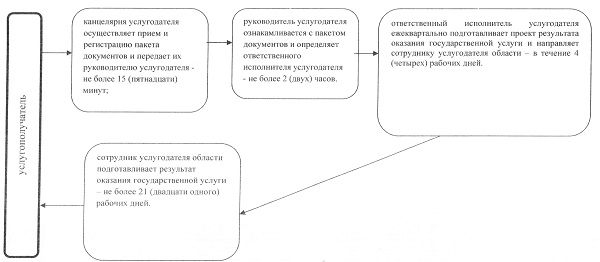 услугополучатель
канцелярия услугодателя
осуществляет прием и
регистрацию пакета
документов и передает их
руководителю услугодателя -
не более 15 (пятнадцати)
минут;
руководитель услугодателя
ознакамливается с пакетом
документов и определяет
ответственного
исполнителя услугодателя
- не более 2 (двух) часов.
ответственный исполнитель услугодателя
ежеквартально подготавливает проект результата
оказания государственной услуги и направляет
сотруднику услугодателя области – в течение 4
(четырех) рабочих дней.
сотрудник услугодателя области
подготавливает результат
оказания государственной услуги
– не более 21 (двадцати одного)
рабочих дней.